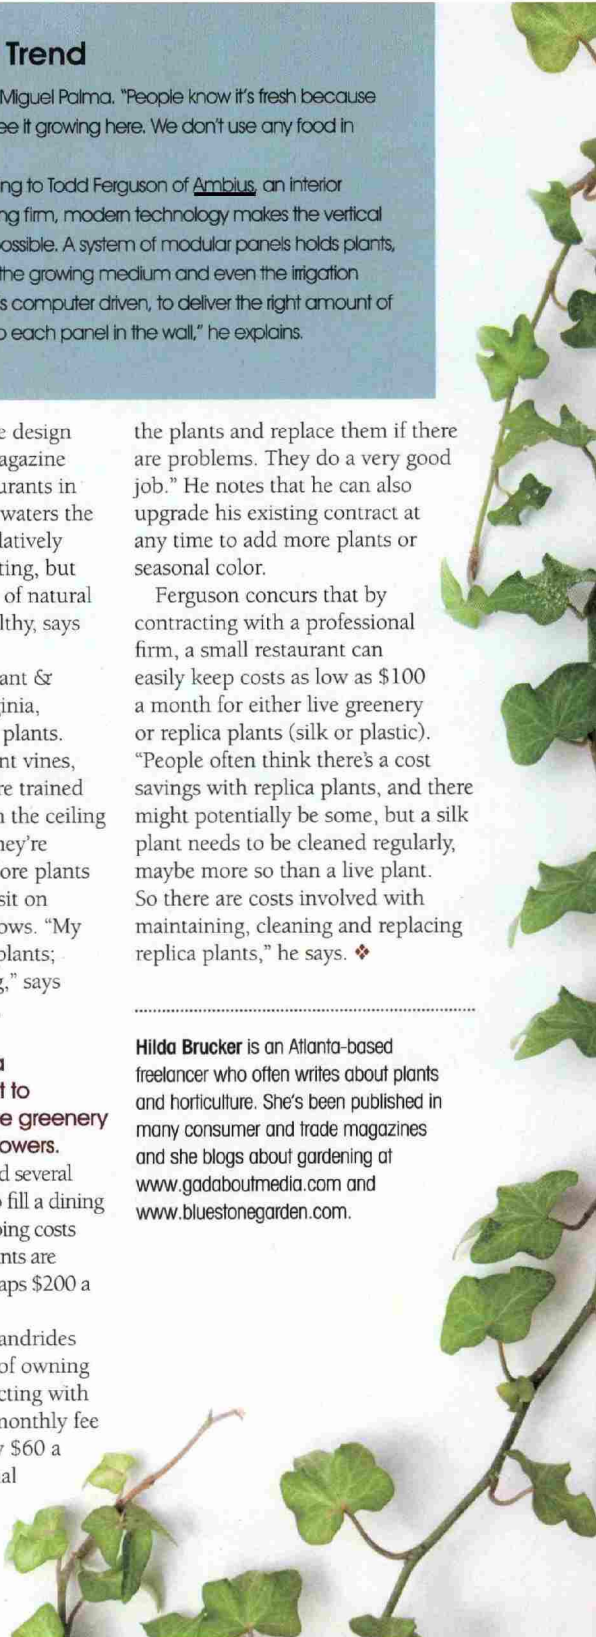 Trend
Miguel Palma. "People know it's fresh because
ee it growing here. We don't use any food in
ng to Todd Ferguson of Ambius, an interior
ng firm, modern technology makes the vertical
ossible. A system of modular panels holds plants,
the growing medium and even the irrigation
s computer driven, to deliver the right amount of
o each panel in the wall," he explains.
e design
agazine
urants in
waters the
latively
ting, but
of natural
lthy, says
ant &
inia,
plants.
nt vines,
re trained
n the ceiling
hey're
ore plants
sit on
ows. "My
plants;
g," says
t to
e greenery
owers.
d several
fill a dining
ping costs
nts are
aps $200 a
andrides
of owning
cting with
monthly fee
y $60 a
al
the plants and replace them if there
are problems. They do a very good
job." He notes that he can also
upgrade his existing contract at
any time to add more plants or
seasonal color.
Ferguson concurs that by
contracting with a professional
firm, a small restaurant can
easily keep costs as low as $100
a month for either live greenery
or replica plants (silk or plastic).
"People often think there's a cost
savings with replica plants, and there
might potentially be some, but a silk
plant needs to be cleaned regularly,
maybe more so than a live plant.
So there are costs involved with
maintaining, cleaning and replacing
replica plants," he says. ❖
Hilda Brucker is an Atlanta-based
freelancer who often writes about plants
and horticulture. She's been published in
many consumer and trade magazines
and she blogs about gardening at
www.gadaboutmedia.com and
www.bluestonegarden.com.